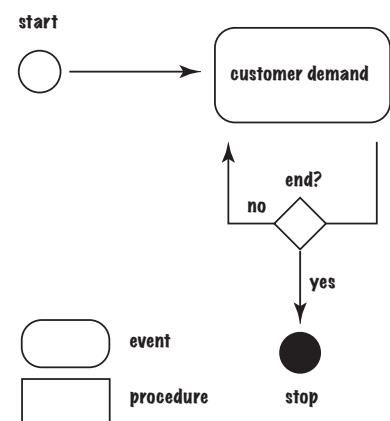 start
customer demand
end?
no
yes
event
procedure
stop